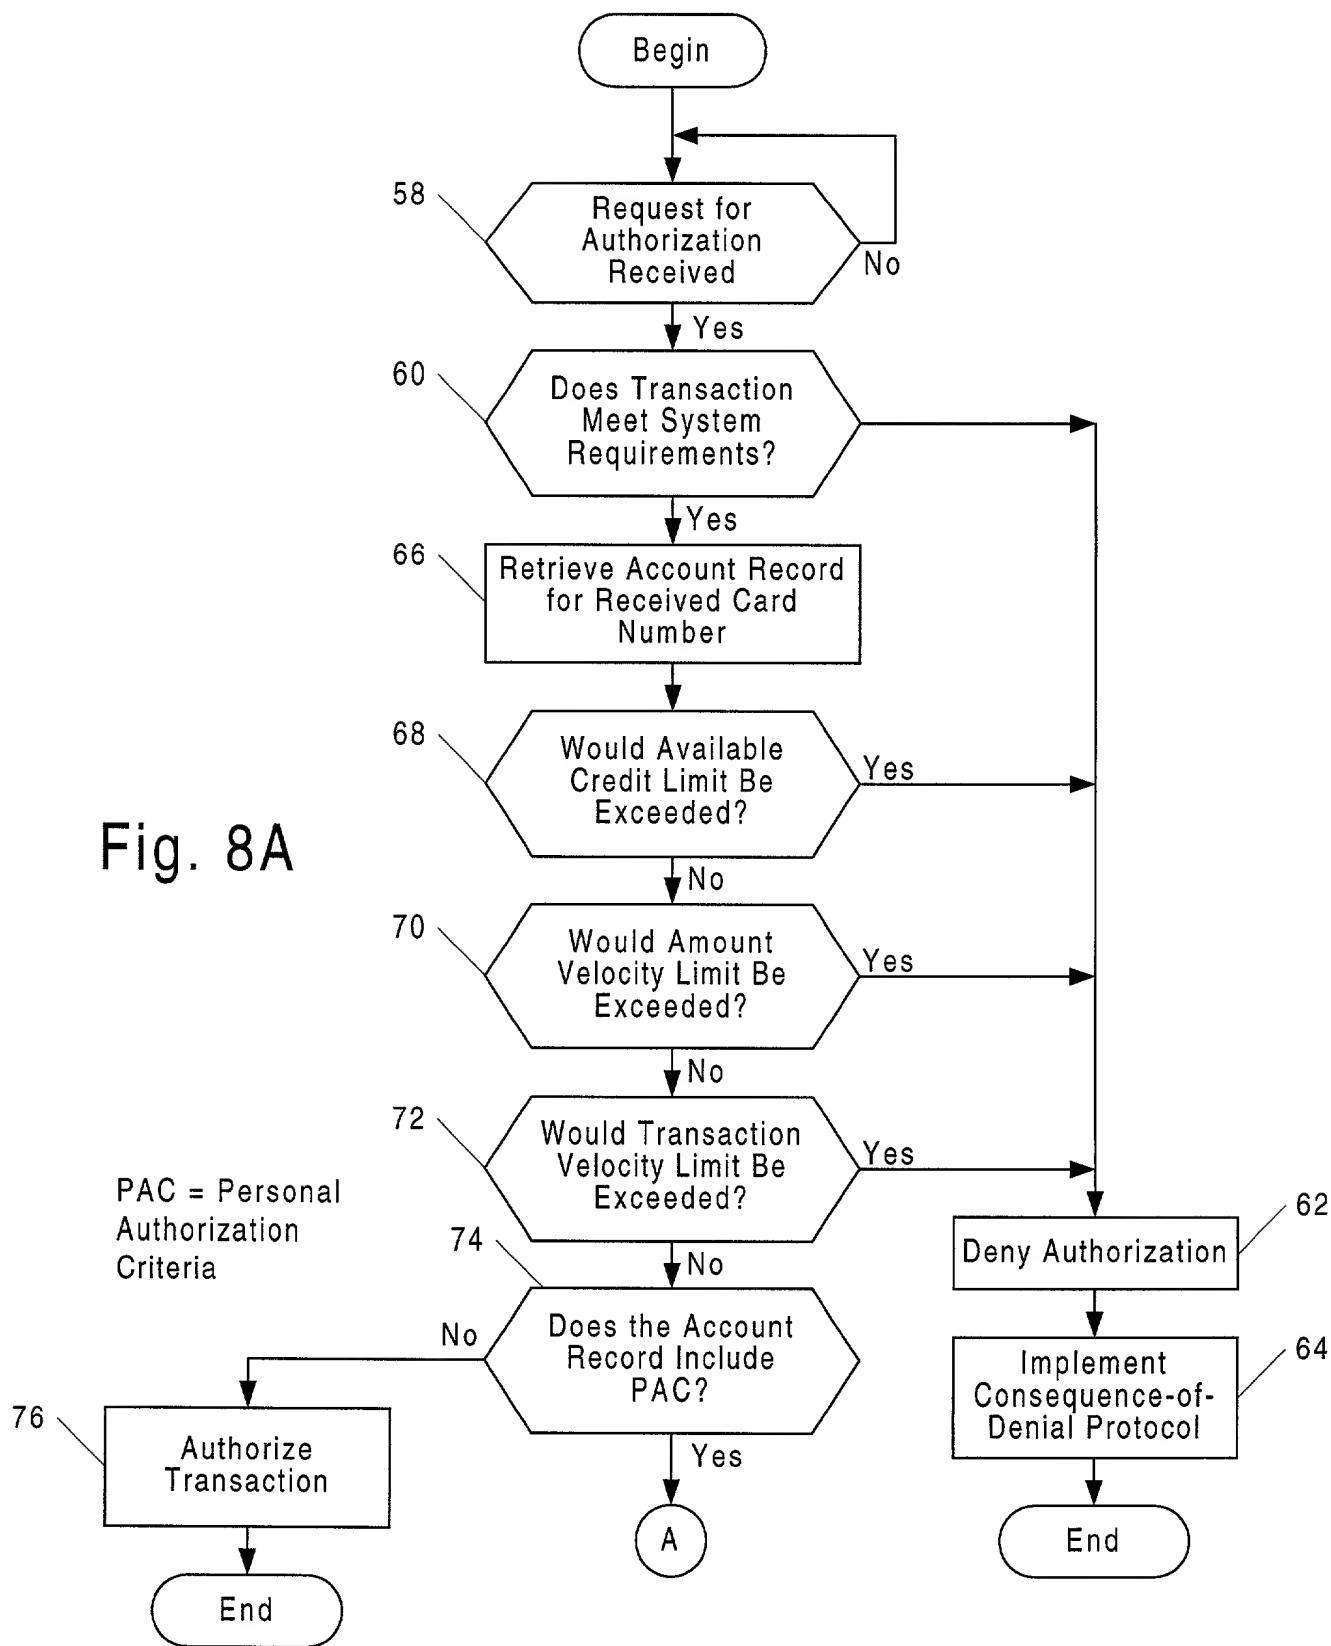 Begin
58
Request for
Authorization
Received
No
Yes
60
Does Transaction
Meet System
Requirements?
Yes
66
Retrieve Account Record
for Received Card
Number
68
Would Available
Credit Limit Be
Exceeded?
Yes
Fig. 8A
No
70
Would Amount
Velocity Limit Be
Exceeded?
Yes
No
72
Would Transaction
Velocity Limit Be
Exceeded?
Yes
PAC = Personal
Authorization
Criteria
62
Deny Authorization
74
No
Does the Account
Record Include
PAC?
No
64
Implement
Consequence-of-
Denial Protocol
76
Authorize
Transaction
Yes
A
End
End